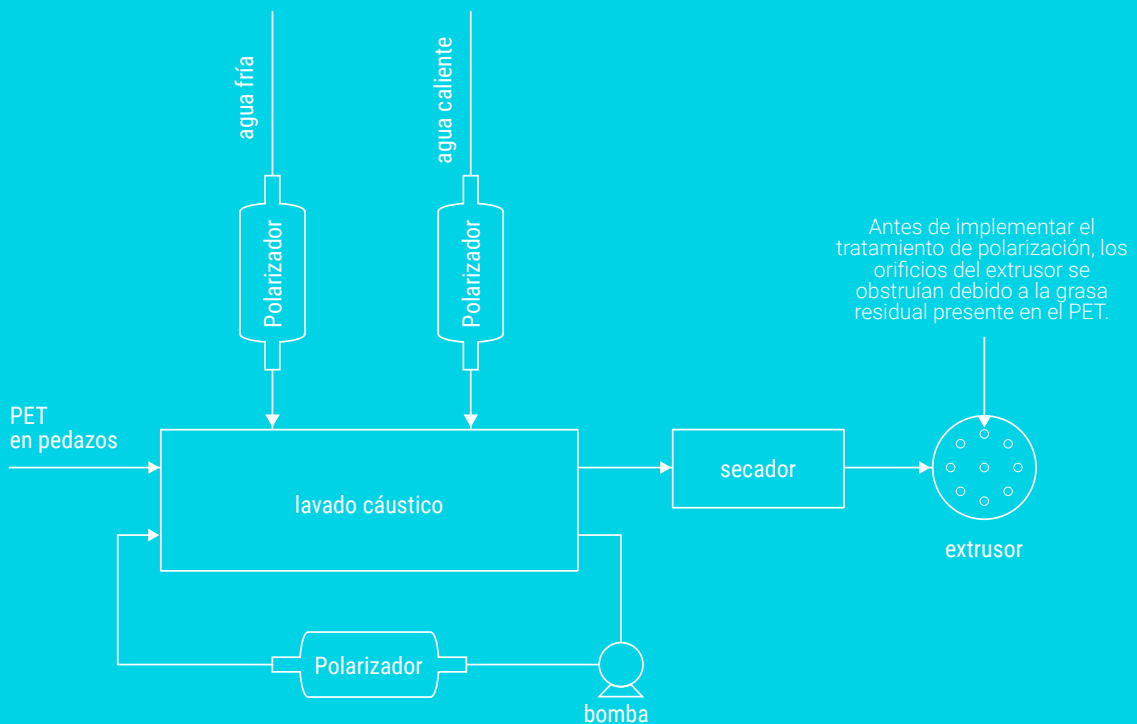 agua fría
agua caliente
Polarizador
Polarizador
Antes de implementar el
tratamiento de polarización, los
orificios del extrusor se
obstruían debido a la grasa
residual presente en el PET.
PET
en pedazos
lavado cáustico
secador
extrusor
Polarizador
bomba